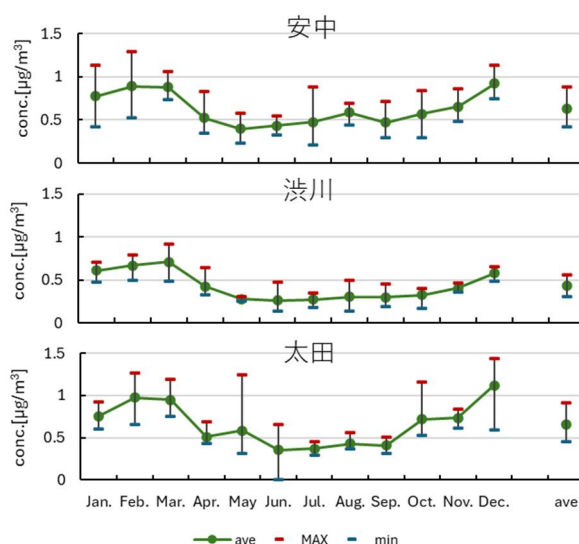 安中
conc.[µg/m³]
1.5
1
0.5
0
渋川
conc.[µg/m³]
1.5
1
0.5
0
太田
conc.[µg/m³]
1.5
1
0.5
0
Jan. Feb. Mar. Apr. May Jun. Jul. Aug. Sep. Oct. Nov. Dec. ave
ave MAX min